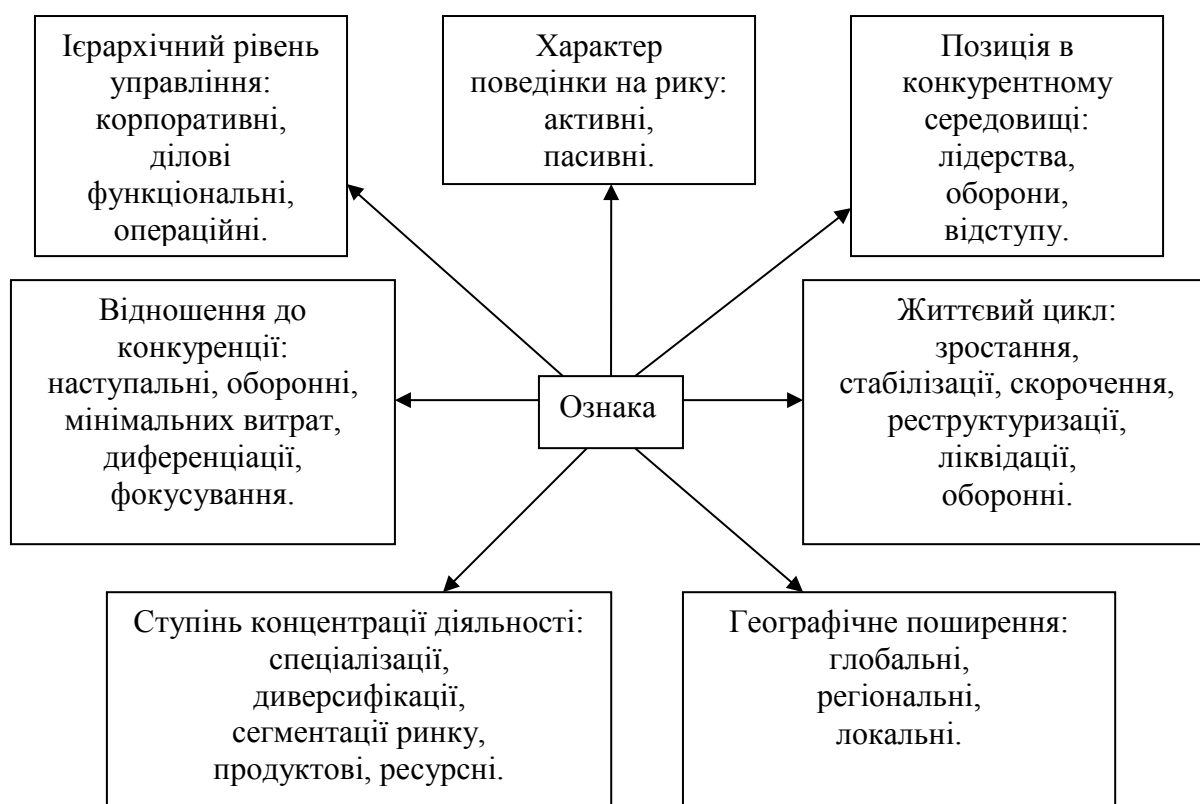 Ієрархічний рівень
управління:
корпоративні,
ділові
функціональні,
операційні.
Характер
поведінки на рику:
активні,
пасивні.
Позиція в
конкурентному
середовищі:
лідерства,
оборони,
відступу.
Відношення до
конкуренції:
наступальні, оборонні,
мінімальних витрат,
диференціації,
фокусування.
Ознака
Життєвий цикл:
зростання,
стабілізації, скорочення,
реструктуризації,
ліквідації,
оборонні.
Ступінь концентрації діяльності:
спеціалізації,
диверсифікації,
сегментації ринку,
продуктові, ресурсні.
Географічне поширення:
глобальні,
регіональні,
локальні.